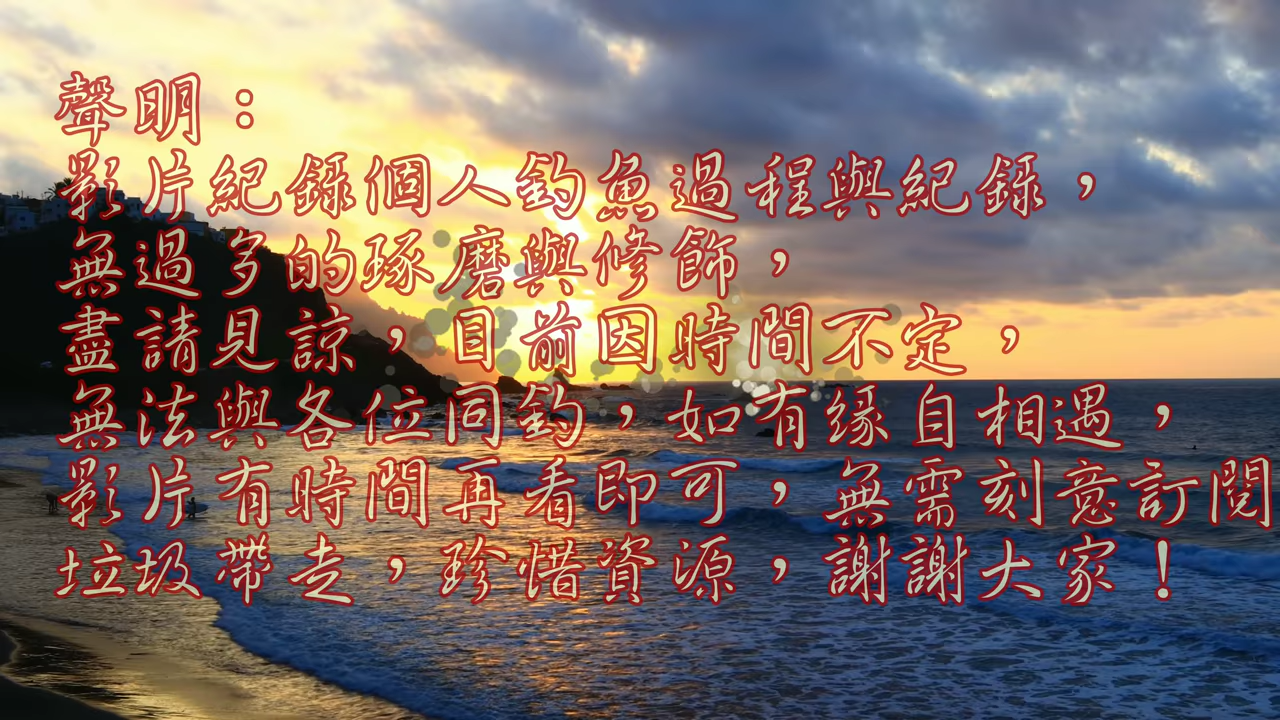 聲明：
影片紀錄個人釣魚過程與紀錄，
無過多的琢磨與修飾，
盡請見諒，目前因時間不定，
無法與各位同釣，如有緣自相遇，
影片有時間再看即可，無需刻意訂閱
垃圾帶走，珍惜資源，謝謝大家！